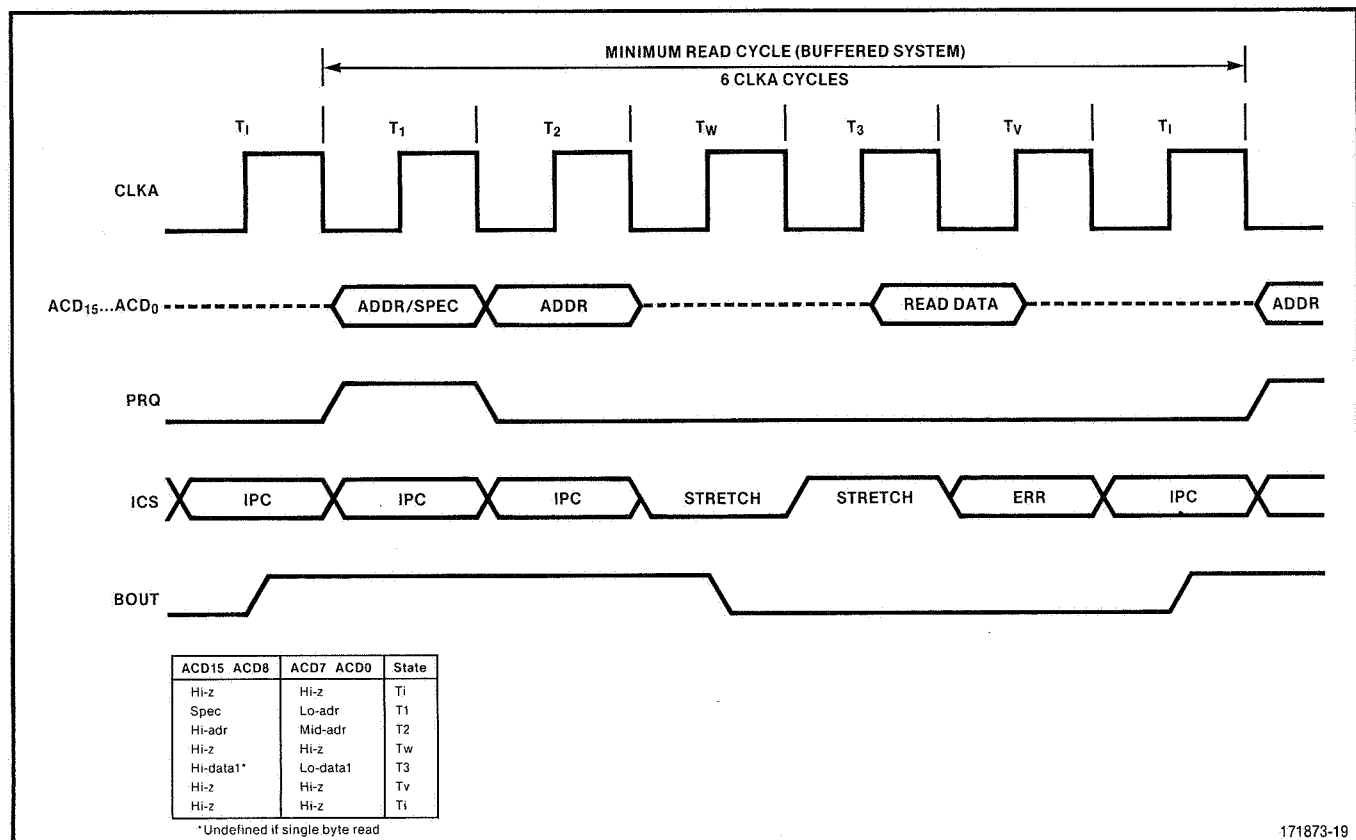 MINIMUM READ CYCLE (BUFFERED SYSTEM)
6 CLKA CYCLES
TI T1 T2 TW T3 TV TI
CLKA
ACD15...ACD0 ADDR/SPEC ADDR READ DATA ADDR
PRQ
ICS IPC IPC IPC STRETCH STRETCH ERR IPC
BOUT
ACD15 ACD8 ACD7 ACD0 State
Hi-z Hi-z Ti
Spec Lo-adr T1
Hi-adr Mid-adr T2
Hi-z Hi-z Tw
Hi-data1* Lo-data1 T3
Hi-z Hi-z Tv
Hi-z Hi-z Ti
*Undefined if single byte read
171873-19